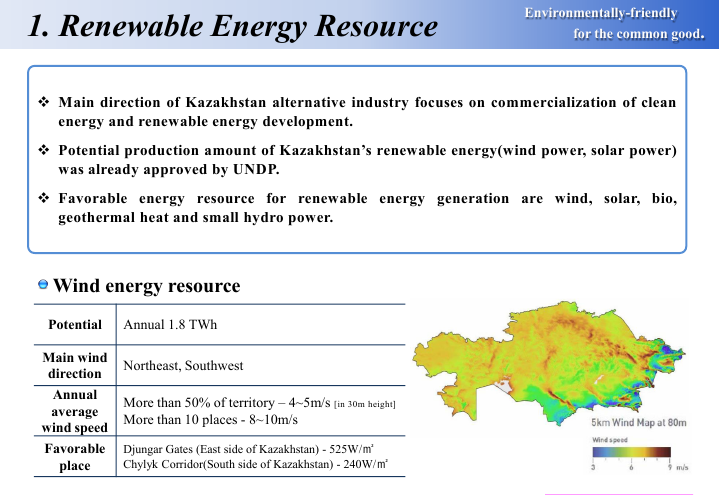 1. Renewable Energy Resource
Environmentally-friendly
for the common good.
❖ Main direction of Kazakhstan alternative industry focuses on commercialization of clean
energy and renewable energy development.
❖ Potential production amount of Kazakhstan’s renewable energy(wind power, solar power)
was already approved by UNDP.
❖ Favorable energy resource for renewable energy generation are wind, solar, bio,
geothermal heat and small hydro power.
Wind energy resource
Potential
Annual 1.8 TWh
Main wind
direction
Northeast, Southwest
Annual
average
wind speed
More than 50% of territory – 4~5m/s [in 30m height]
More than 10 places - 8~10m/s
Favorable
place
Djungar Gates (East side of Kazakhstan) - 525W/㎡
Chylyk Corridor(South side of Kazakhstan) - 240W/㎡
5km Wind Map at 80m
Wind speed
3 6 9 m/s